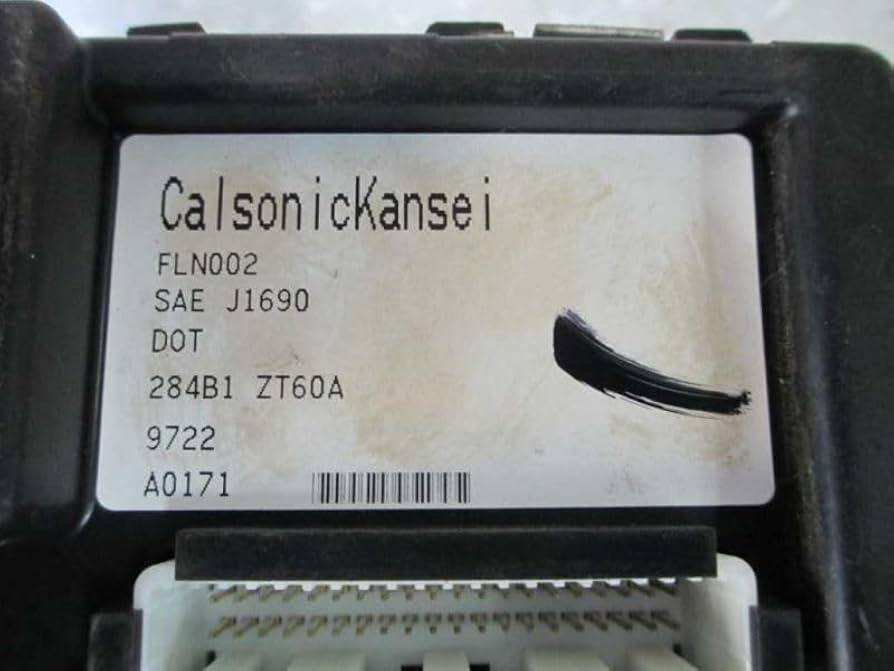 CalsonicKansei
FLN002
SAE J1690
DOT
284B1 ZT60A
9722
A0171